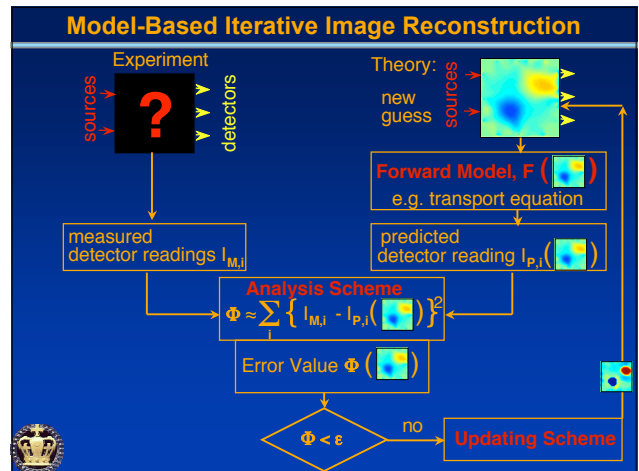 Model-Based Iterative Image Reconstruction
Experiment
sources
?
detectors
Theory:
new
guess
sources
Forward Model, F ( )
e.g. transport equation
measured
detector readings I_M,i
predicted
detector reading I_P,i( )
Analysis Scheme
Φ ≈ ∑ { I_M,i - I_P,i( ) }²
i
Error Value Φ ( )
Φ < ε
no
Updating Scheme